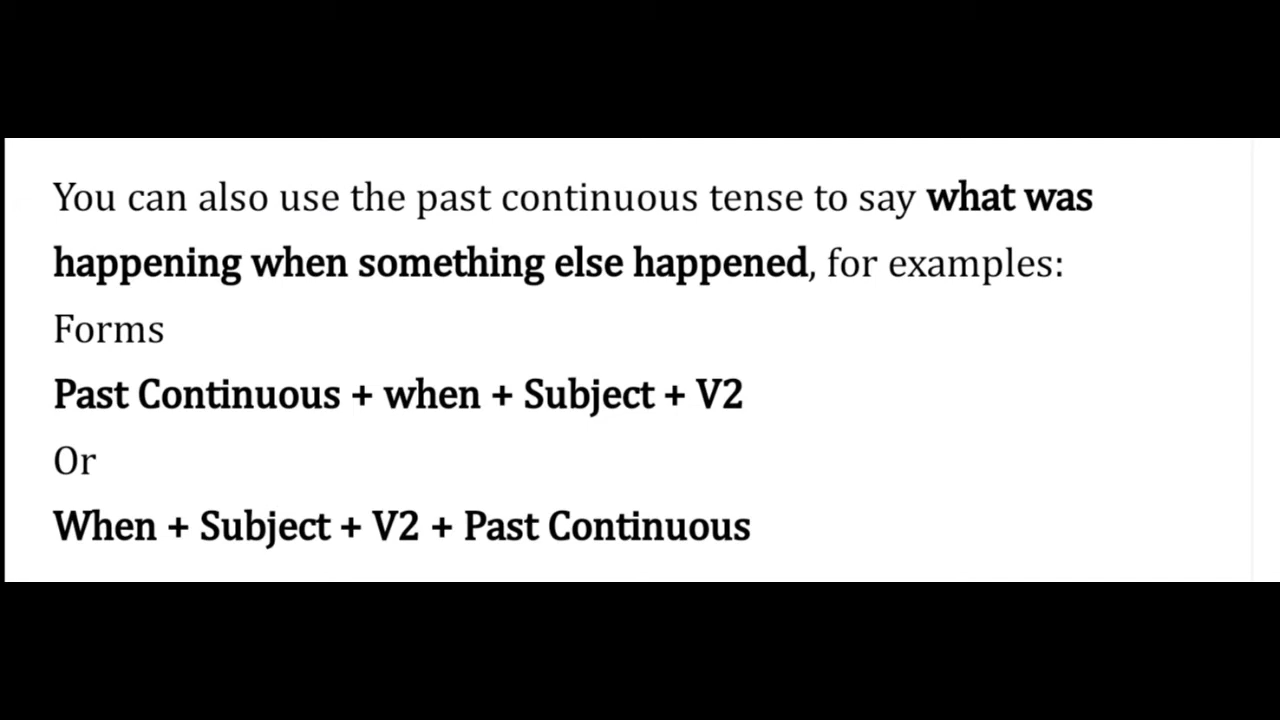 You can also use the past continuous tense to say what was
happening when something else happened, for examples:
Forms
Past Continuous + when + Subject + V2
Or
When + Subject + V2 + Past Continuous